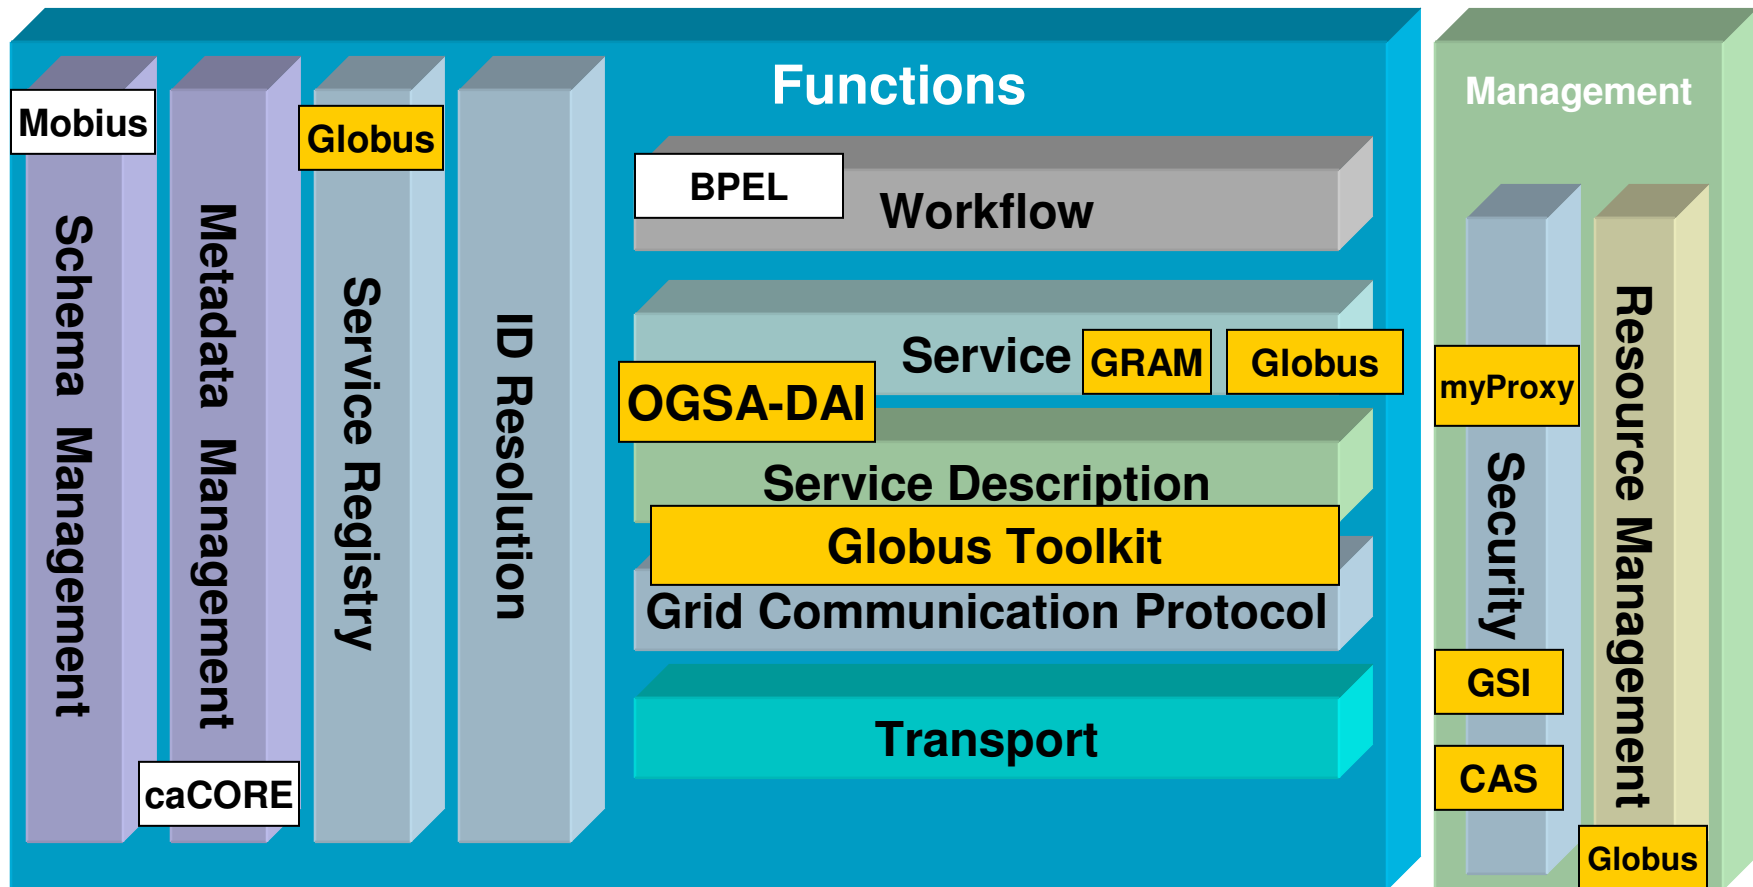 Functions
Management
Mobius
Globus
BPEL
Workflow
Schema Management
Metadata Management
Service Registry
ID Resolution
Service
GRAM
Globus
OGSA-DAI
Service Description
Globus Toolkit
Grid Communication Protocol
Transport
caCORE
myProxy
Security
Resource Management
GSI
CAS
Globus